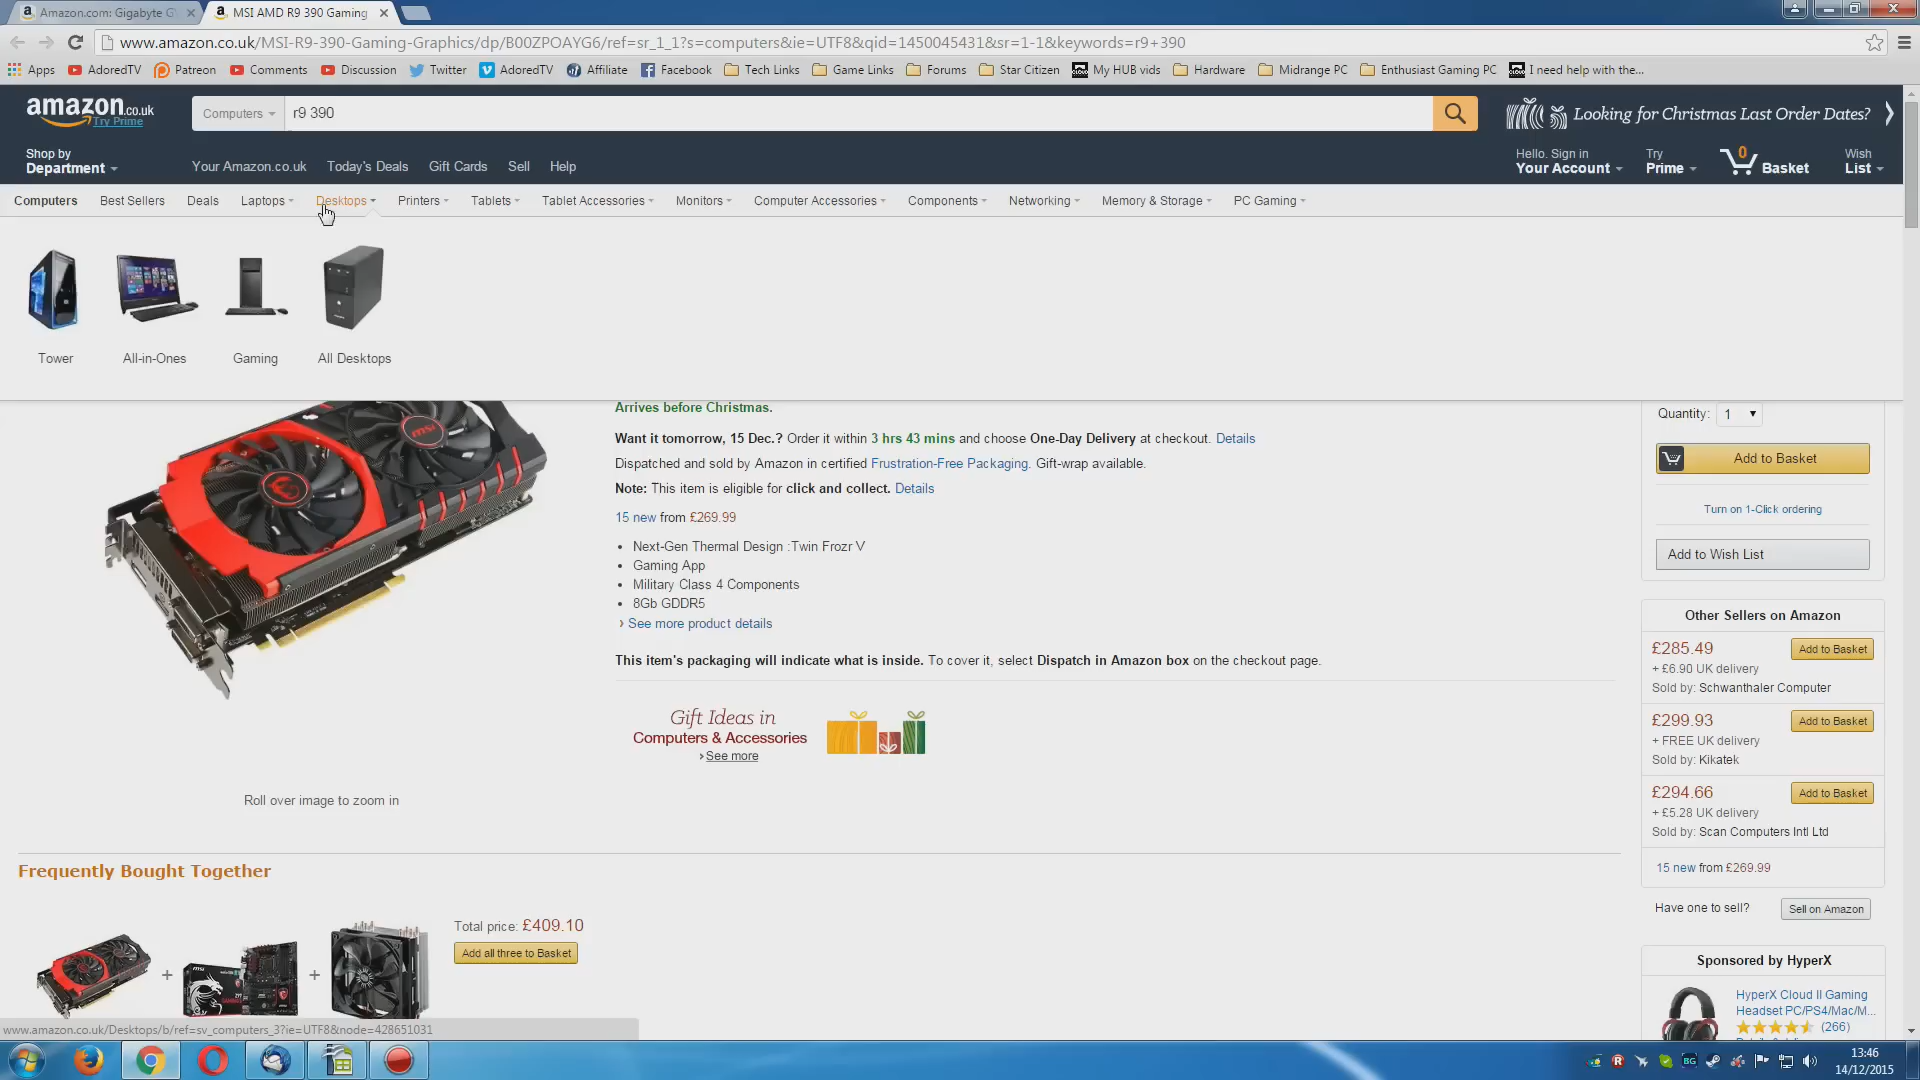 Amazon.com: Gigabyte G
MSI AMD R9 390 Gaming
www.amazon.co.uk/MSI-R9-390-Gaming-Graphics/dp/B00ZPOAYG6/ref=sr_1_1?s=computers&ie=UTF8&qid=1450045431&sr=1-1&keywords=r9+390
Apps AdoredTV Patreon Comments Discussion Twitter AdoredTV Affiliate Facebook Tech Links Game Links Forums Star Citizen My HUB vids Hardware Midrange PC Enthusiast Gaming PC I need help with the...
amazon.co.uk
Try Prime
Computers
r9 390
Looking for Christmas Last Order Dates?
Shop by
Department
Your Amazon.co.uk Today's Deals Gift Cards Sell Help
Hello. Sign in
Your Account
Try
Prime
0
Basket
Wish
List
Computers Best Sellers Deals Laptops Desktops Printers Tablets Tablet Accessories Monitors Computer Accessories Components Networking Memory & Storage PC Gaming
Tower All-in-Ones Gaming All Desktops
msi
Arrives before Christmas.
Want it tomorrow, 15 Dec.? Order it within 3 hrs 43 mins and choose One-Day Delivery at checkout. Details
Dispatched and sold by Amazon in certified Frustration-Free Packaging. Gift-wrap available.
Note: This item is eligible for click and collect. Details
15 new from £269.99
• Next-Gen Thermal Design :Twin Frozr V
• Gaming App
• Military Class 4 Components
• 8Gb GDDR5
› See more product details
This item's packaging will indicate what is inside. To cover it, select Dispatch in Amazon box on the checkout page.
Gift Ideas in
Computers & Accessories
› See more
Roll over image to zoom in
Quantity: 1
Add to Basket
Turn on 1-Click ordering
Add to Wish List
Other Sellers on Amazon
£285.49 Add to Basket
+ £6.90 UK delivery
Sold by: Schwanthaler Computer
£299.93 Add to Basket
+ FREE UK delivery
Sold by: Kikatek
£294.66 Add to Basket
+ £5.28 UK delivery
Sold by: Scan Computers Intl Ltd
15 new from £269.99
Have one to sell? Sell on Amazon
Frequently Bought Together
+ +
Total price: £409.10
Add all three to Basket
Sponsored by HyperX
HyperX Cloud II Gaming
Headset PC/PS4/Mac/M...
(266)
www.amazon.co.uk/Desktops/b/ref=sv_computers_3?ie=UTF8&node=428651031
13:46
14/12/2015